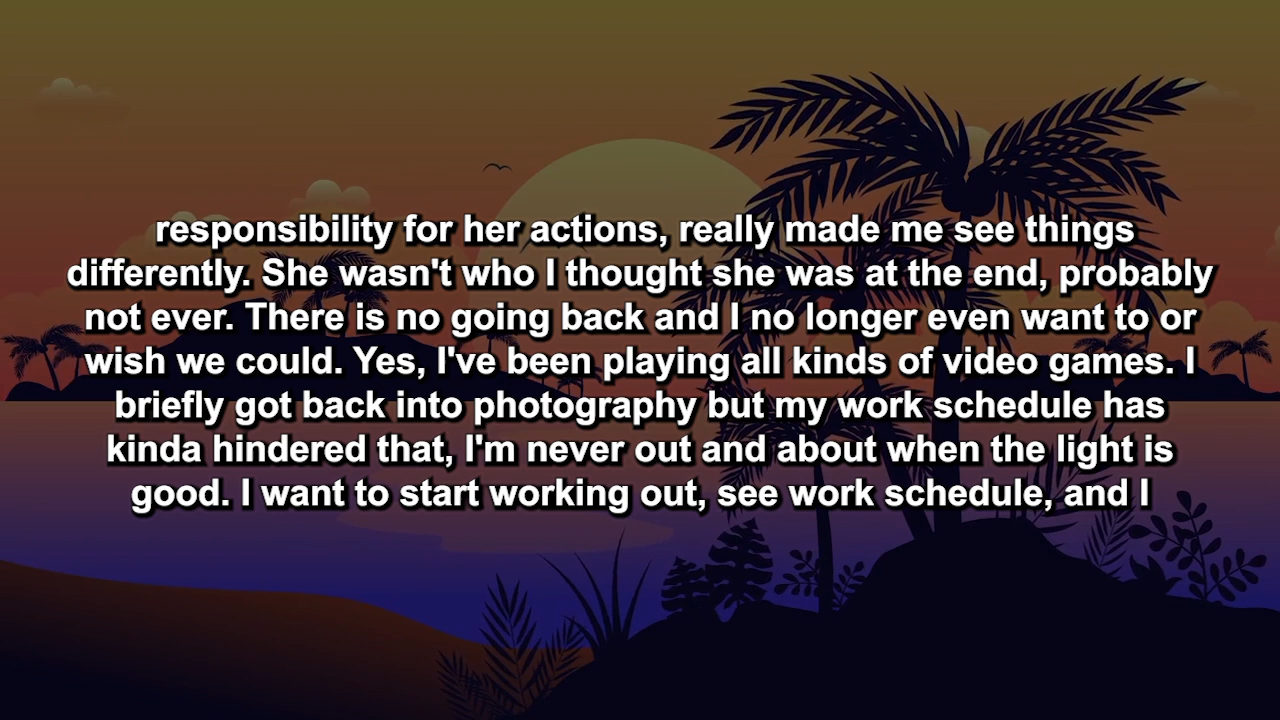 responsibility for her actions, really made me see things
differently. She wasn't who I thought she was at the end, probably
not ever. There is no going back and I no longer even want to or
wish we could. Yes, I've been playing all kinds of video games. I
briefly got back into photography but my work schedule has
kinda hindered that, I'm never out and about when the light is
good. I want to start working out, see work schedule, and I